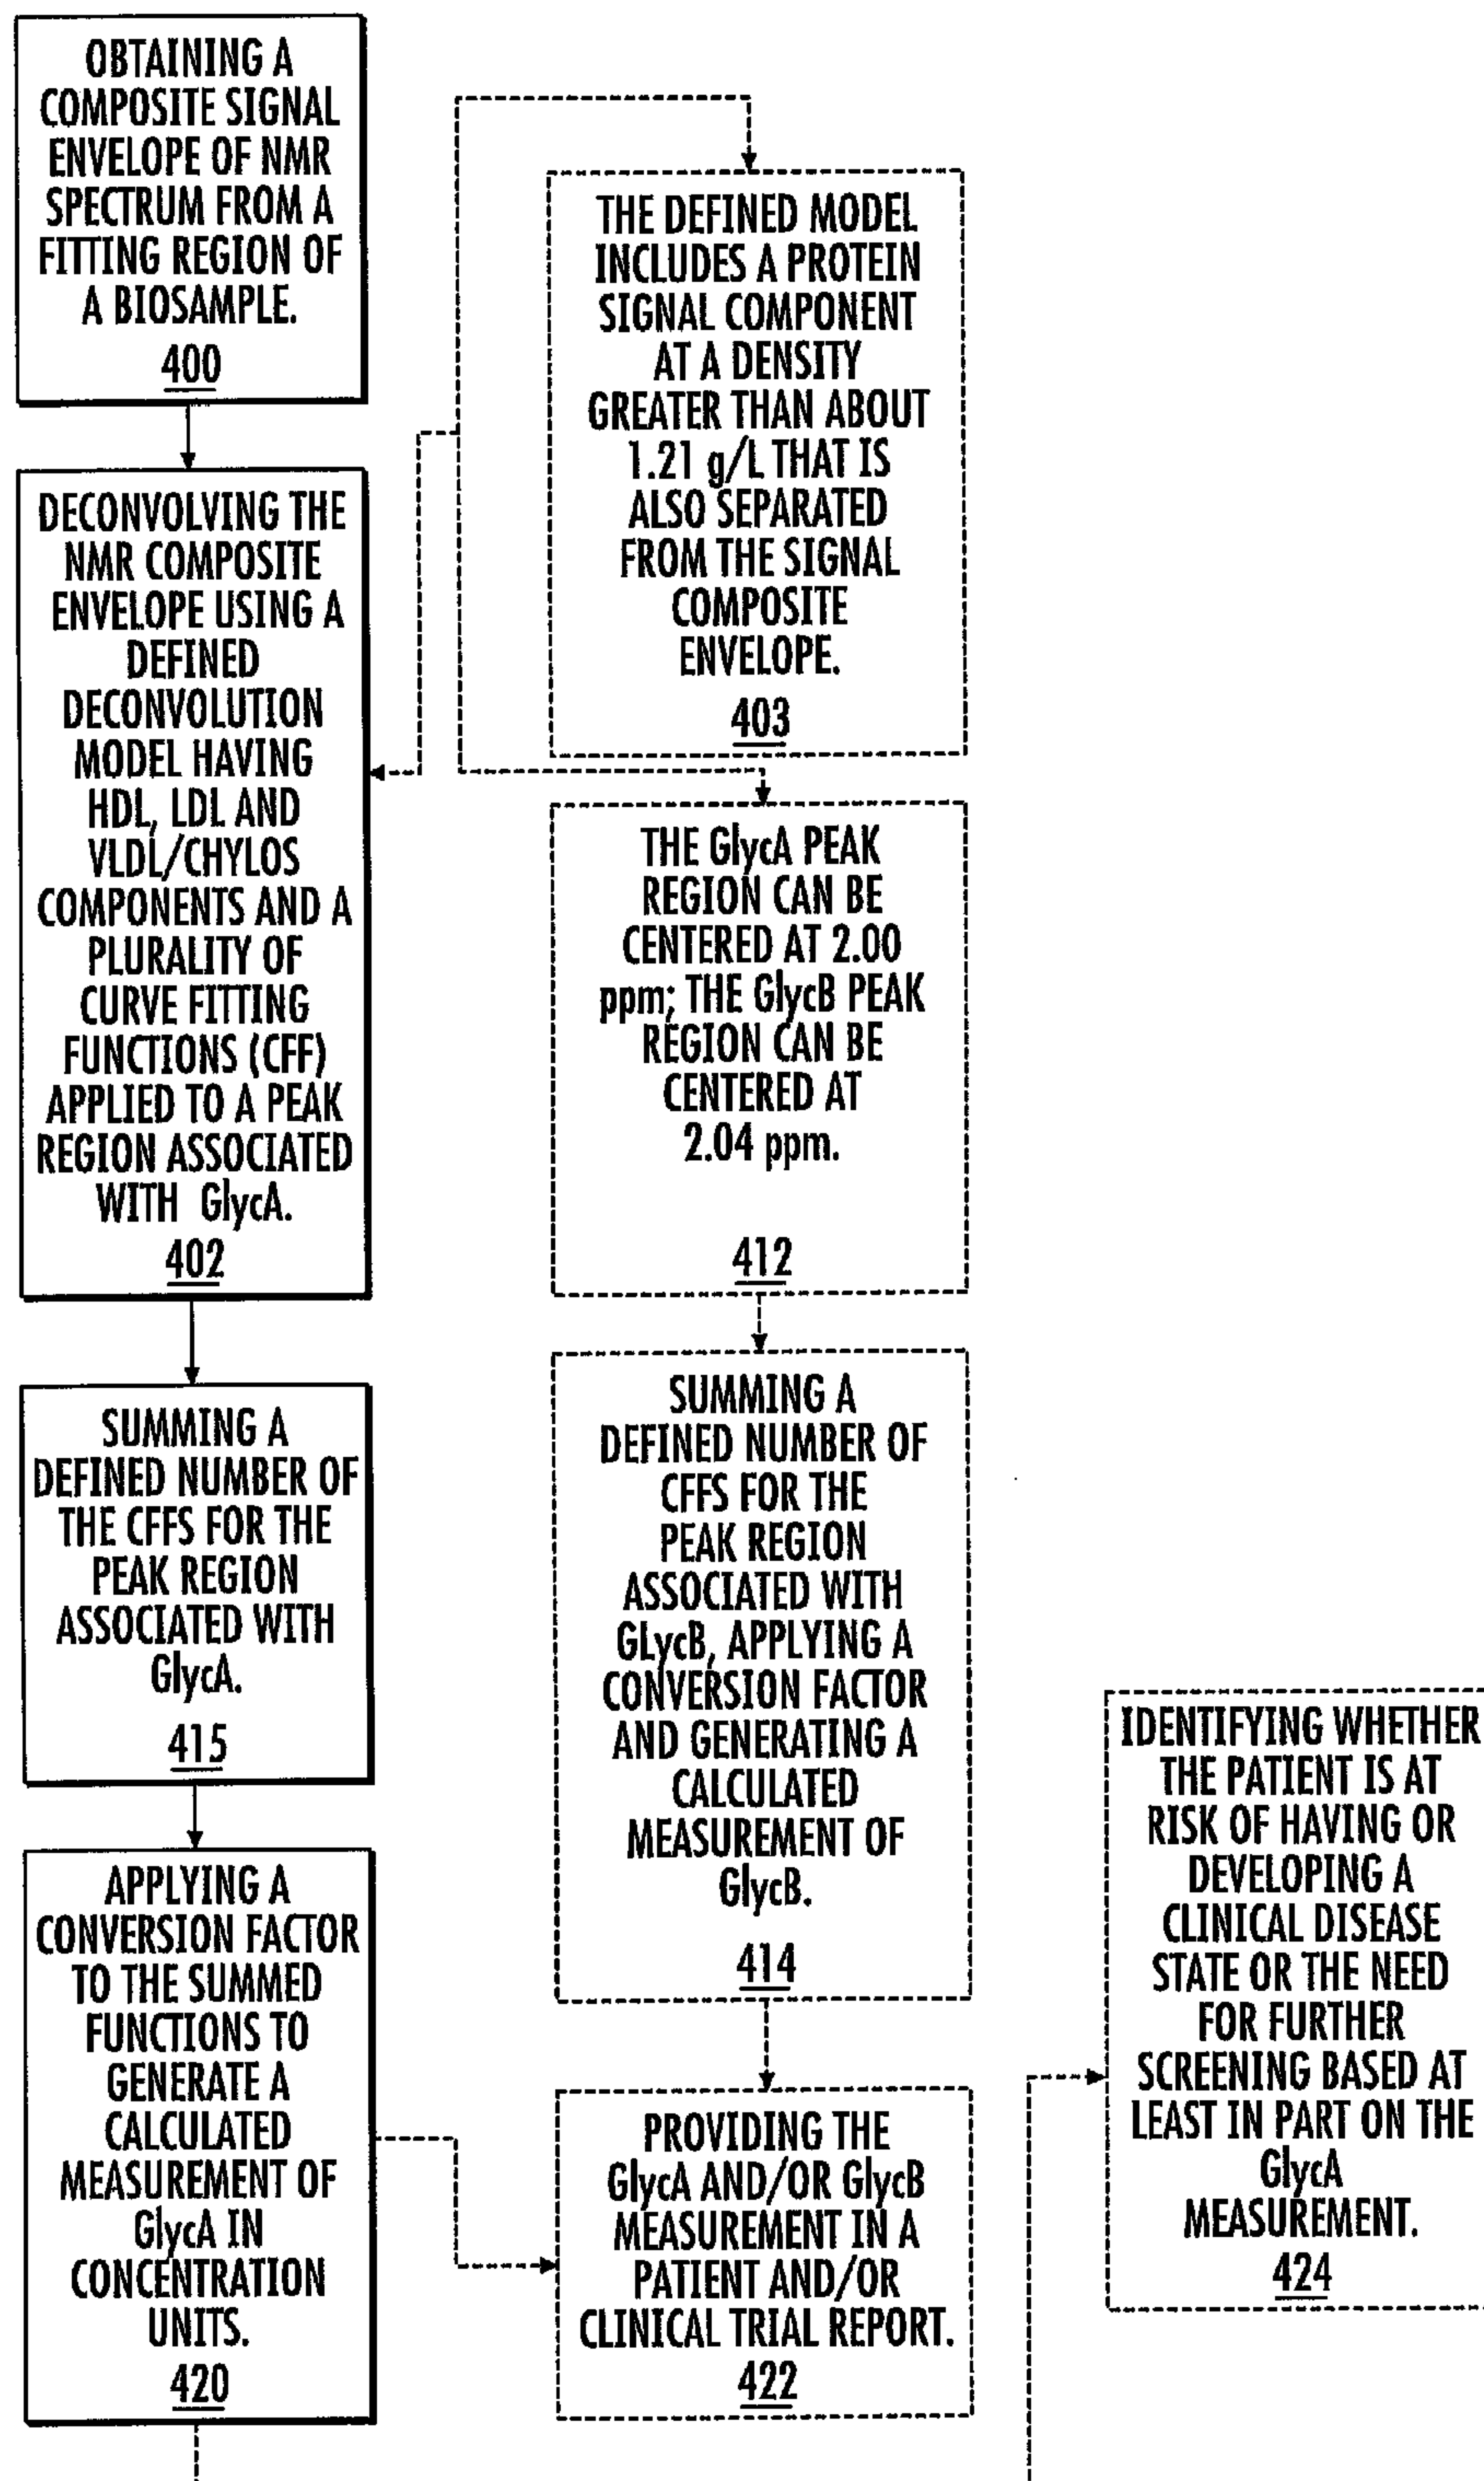 OBTAINING A
COMPOSITE SIGNAL
ENVELOPE OF NMR
SPECTRUM FROM A
FITTING REGION OF
A BIOSAMPLE.
400
DECONVOLVING THE
NMR COMPOSITE
ENVELOPE USING A
DEFINED
DECONVOLUTION
MODEL HAVING
HDL, LDL AND
VLDL/CHYLOS
COMPONENTS AND A
PLURALITY OF
CURVE FITTING
FUNCTIONS (CFF)
APPLIED TO A PEAK
REGION ASSOCIATED
WITH GlycA.
402
SUMMING A
DEFINED NUMBER OF
THE CFFS FOR THE
PEAK REGION
ASSOCIATED WITH
GlycA.
415
APPLYING A
CONVERSION FACTOR
TO THE SUMMED
FUNCTIONS TO
GENERATE A
CALCULATED
MEASUREMENT OF
GlycA IN
CONCENTRATION
UNITS.
420
THE DEFINED MODEL
INCLUDES A PROTEIN
SIGNAL COMPONENT
AT A DENSITY
GREATER THAN ABOUT
1.21 g/L THAT IS
ALSO SEPARATED
FROM THE SIGNAL
COMPOSITE
ENVELOPE.
403
THE GlycA PEAK
REGION CAN BE
CENTERED AT 2.00
ppm; THE GlycB PEAK
REGION CAN BE
CENTERED AT
2.04 ppm.
412
SUMMING A
DEFINED NUMBER OF
CFFS FOR THE
PEAK REGION
ASSOCIATED WITH
GLycB, APPLYING A
CONVERSION FACTOR
AND GENERATING A
CALCULATED
MEASUREMENT OF
GlycB.
414
PROVIDING THE
GlycA AND/OR GlycB
MEASUREMENT IN A
PATIENT AND/OR
CLINICAL TRIAL REPORT.
422
IDENTIFYING WHETHER
THE PATIENT IS AT
RISK OF HAVING OR
DEVELOPING A
CLINICAL DISEASE
STATE OR THE NEED
FOR FURTHER
SCREENING BASED AT
LEAST IN PART ON THE
GlycA
MEASUREMENT.
424